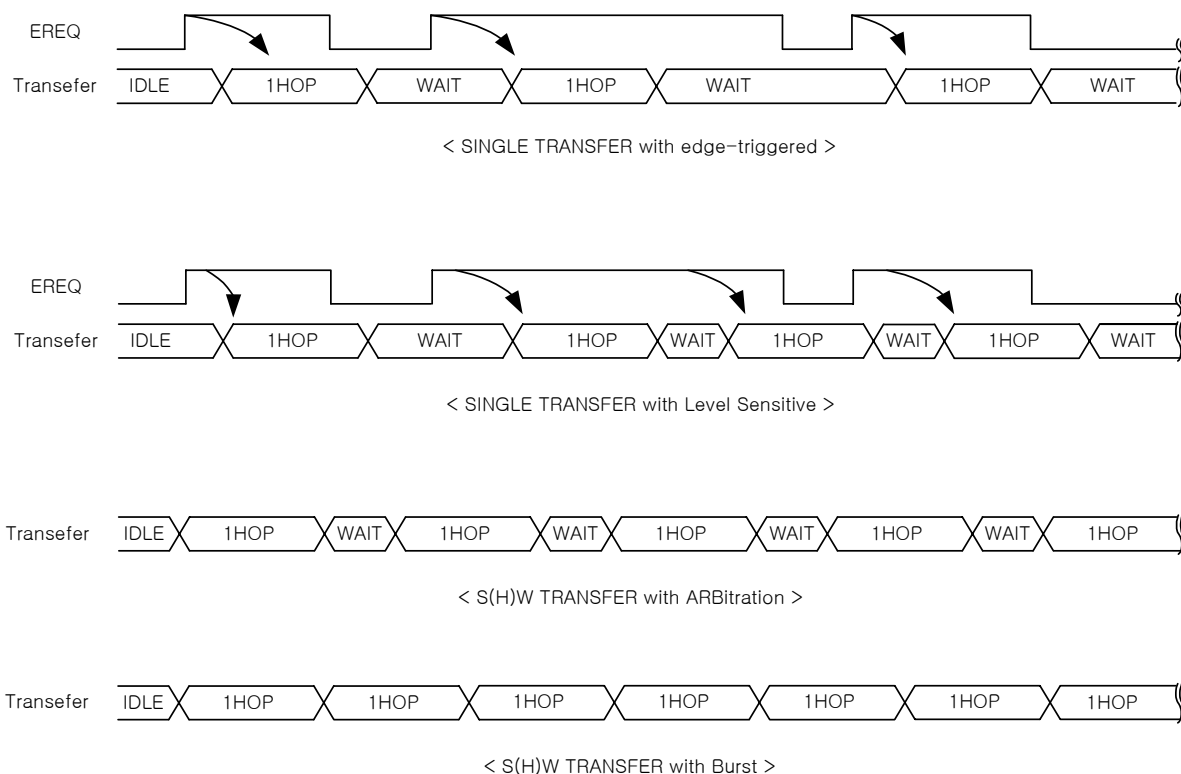 EREQ
Transefer IDLE 1HOP WAIT 1HOP WAIT 1HOP WAIT
< SINGLE TRANSFER with edge-triggered >
EREQ
Transefer IDLE 1HOP WAIT 1HOP WAIT 1HOP WAIT 1HOP WAIT
< SINGLE TRANSFER with Level Sensitive >
Transefer IDLE 1HOP WAIT 1HOP WAIT 1HOP WAIT 1HOP WAIT 1HOP
< S(H)W TRANSFER with ARBitration >
Transefer IDLE 1HOP 1HOP 1HOP 1HOP 1HOP 1HOP 1HOP
< S(H)W TRANSFER with Burst >